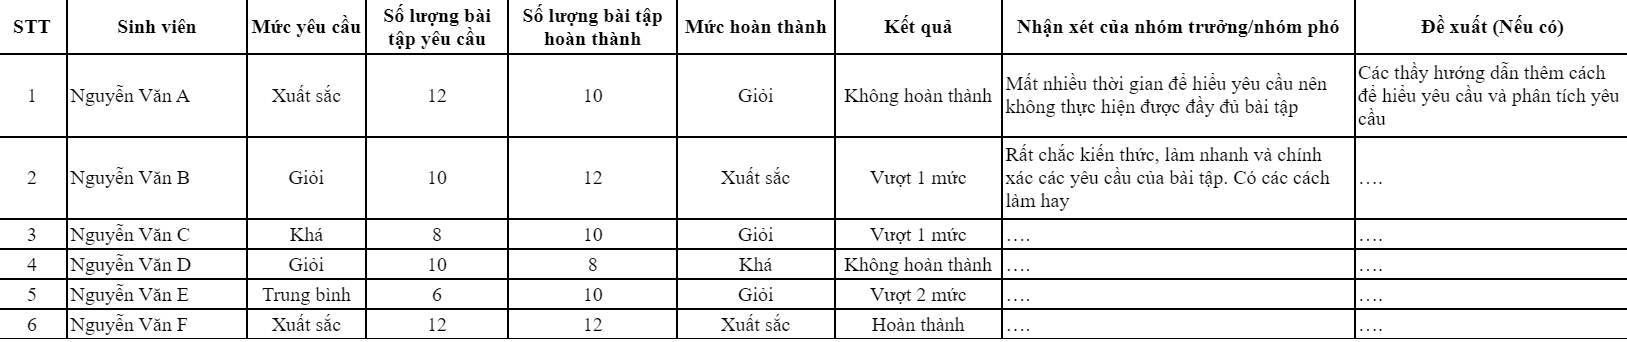 STT Sinh viên Mức yêu cầu Số lượng bài tập yêu cầu Số lượng bài tập hoàn thành Mức hoàn thành Kết quả Nhận xét của nhóm trưởng/nhóm phó Đề xuất (Nếu có)
1 Nguyễn Văn A Xuất sắc 12 10 Giỏi Không hoàn thành Mất nhiều thời gian để hiểu yêu cầu nên
không thực hiện được đầy đủ bài tập
Các thầy hướng dẫn thêm cách
để hiểu yêu cầu và phân tích yêu
cầu
2 Nguyễn Văn B Giỏi 10 12 Xuất sắc Vượt 1 mức Rất chắc kiến thức, làm nhanh và chính
xác các yêu cầu của bài tập. Có các cách
làm hay
....
3 Nguyễn Văn C Khá 8 10 Giỏi Vượt 1 mức .... ....
4 Nguyễn Văn D Giỏi 10 8 Khá Không hoàn thành .... ....
5 Nguyễn Văn E Trung bình 6 10 Giỏi Vượt 2 mức .... ....
6 Nguyễn Văn F Xuất sắc 12 12 Xuất sắc Hoàn thành .... ....